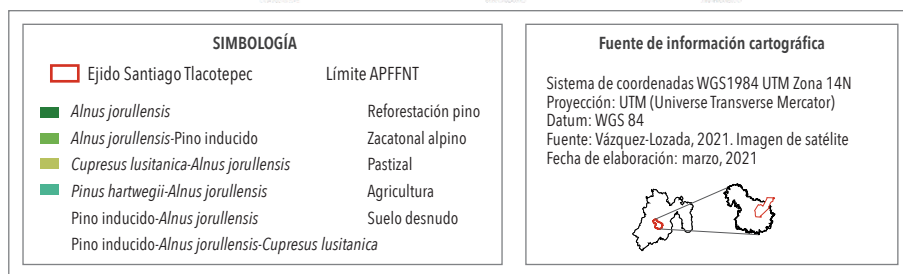 SIMBOLOGÍA
Ejido Santiago Tlacotepec Límite APFFNT
Alnus jorullensis Reforestación pino
Alnus jorullensis-Pino inducido Zacatonal alpino
Cupresus lusitanica-Alnus jorullensis Pastizal
Pinus hartwegii-Alnus jorullensis Agricultura
Pino inducido-Alnus jorullensis Suelo desnudo
Pino inducido-Alnus jorullensis-Cupresus lusitanica
Fuente de información cartográfica
Sistema de coordenadas WGS1984 UTM Zona 14N
Proyección: UTM (Universe Transverse Mercator)
Datum: WGS 84
Fuente: Vázquez-Lozada, 2021. Imagen de satélite
Fecha de elaboración: marzo, 2021